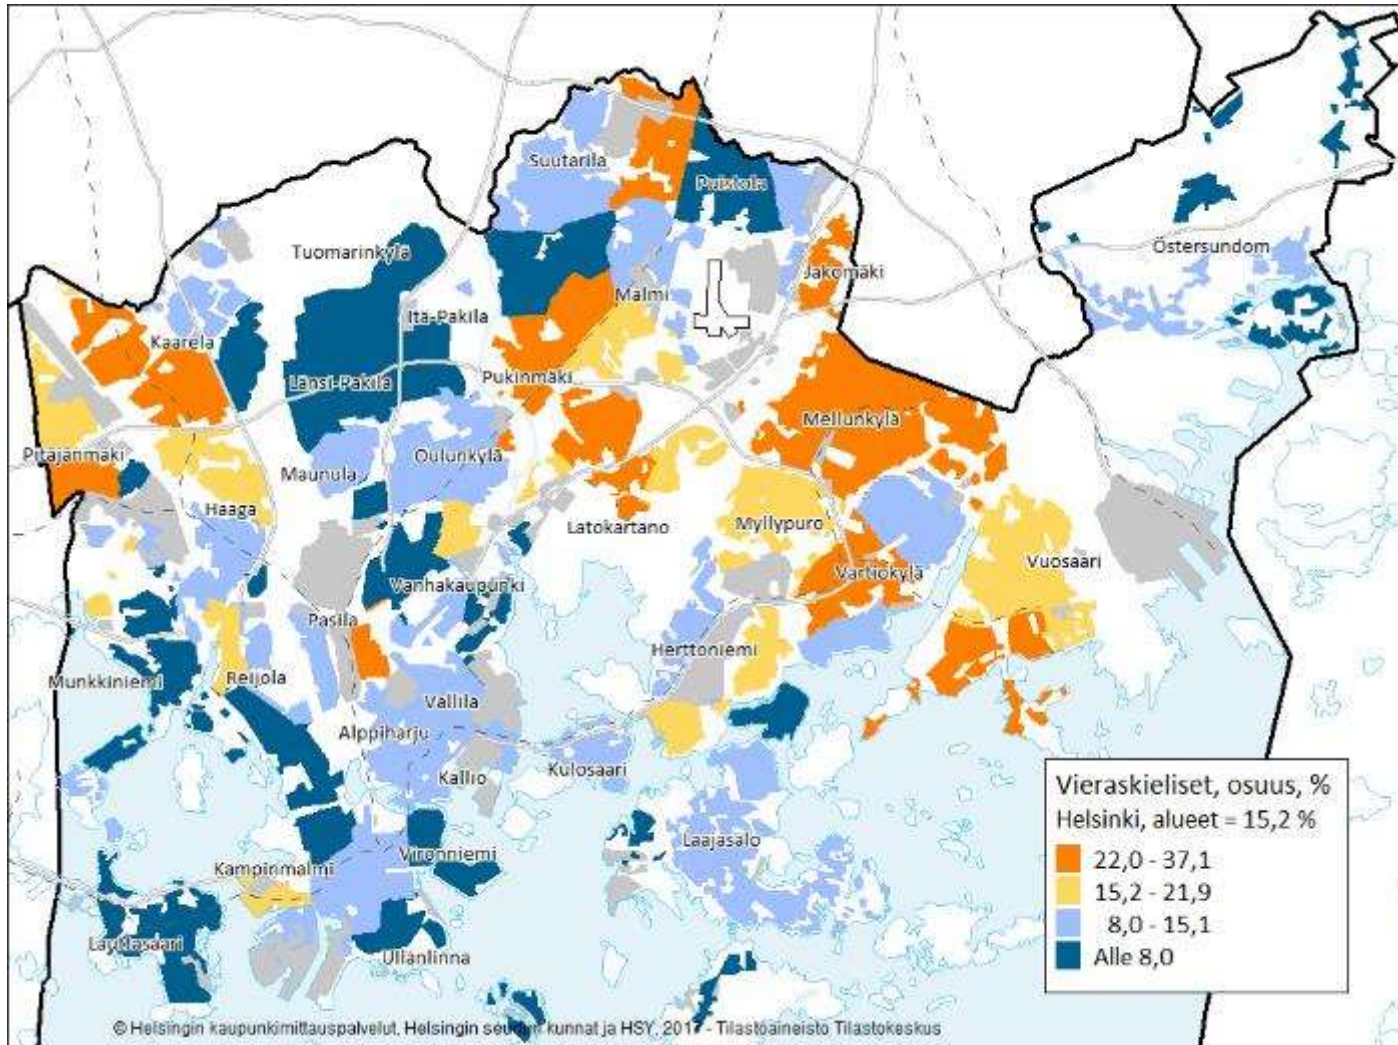 Suutarila
Puistola
Tuomarinkylä
Östersundom
Jakomäki
Malmi
Itä-Pakila
Kaarela
Länsi-Pakila
Pukinmäki
Mellunkylä
Pitäjänmäki
Oulunkylä
Maunula
Haaga
Latokartano
Myllypuro
Vuosaari
Vartiokylä
Vanhakaupunki
Pasila
Herttoniemi
Munkkiniemi
Reijola
Vallila
Alppiharju
Kulosaari
Kallio
Laajasalo
Vironniemi
Kampinmalmi
Lauttasaari
Ullanlinna
Vieraskieliset, osuus, %
Helsinki, alueet = 15,2 %
22,0 - 37,1
15,2 - 21,9
8,0 - 15,1
Alle 8,0
© Helsingin kaupunkimittauspalvelut, Helsingin seudun kunnat ja HSY, 2017 - Tilastoaineisto Tilastokeskus